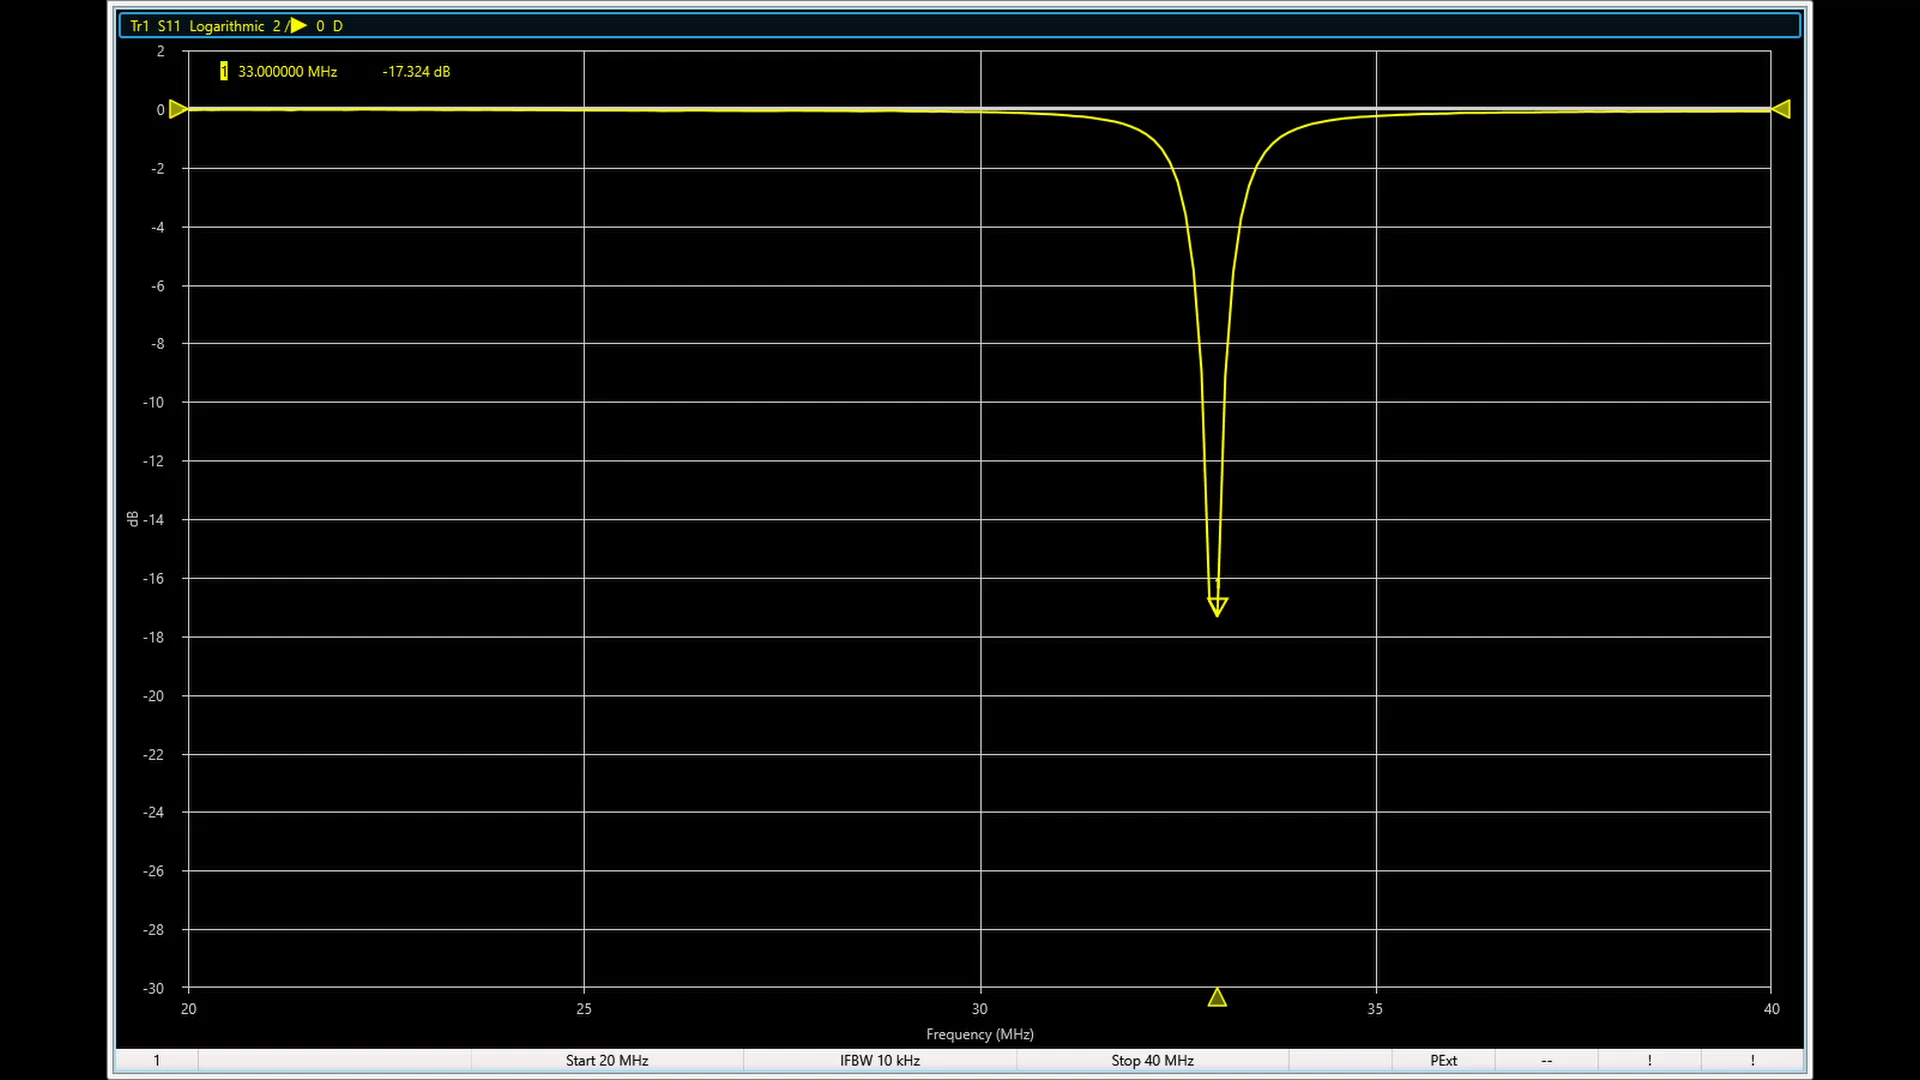 Tr1 S11 Logarithmic 2 / 0 D
1 33.000000 MHz -17.324 dB
2
0
-2
-4
-6
-8
-10
-12
dB
-14
-16
-18
-20
-22
-24
-26
-28
-30
20 25 30 35 40
Frequency (MHz)
1 Start 20 MHz IFBW 10 kHz Stop 40 MHz PExt -- ! !